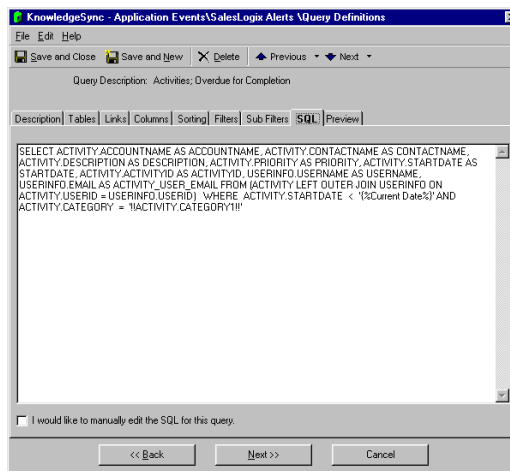 KnowledgeSync - Application Events\SalesLogix Alerts \Query Definitions
File Edit Help
Save and Close Save and New Delete Previous Next
Query Description: Activities; Overdue for Completion
Description Tables Links Columns Sorting Filters Sub Filters SQL Preview
SELECT ACTIVITY.ACCOUNTNAME AS ACCOUNTNAME, ACTIVITY.CONTACTNAME AS CONTACTNAME,
ACTIVITY.DESCRIPTION AS DESCRIPTION, ACTIVITY.PRIORITY AS PRIORITY, ACTIVITY.STARTDATE AS
STARTDATE, ACTIVITY.ACTIVITYID AS ACTIVITYID, USERINFO.USERNAME AS USERNAME,
USERINFO.EMAIL AS ACTIVITY_USER_EMAIL FROM (ACTIVITY LEFT OUTER JOIN USERINFO ON
ACTIVITY.USERID = USERINFO.USERID) WHERE ACTIVITY.STARTDATE < '{%Current Date%}' AND
ACTIVITY.CATEGORY = '!!ACTIVITY.CATEGORY1!!'
I would like to manually edit the SQL for this query.
<< Back Next >> Cancel